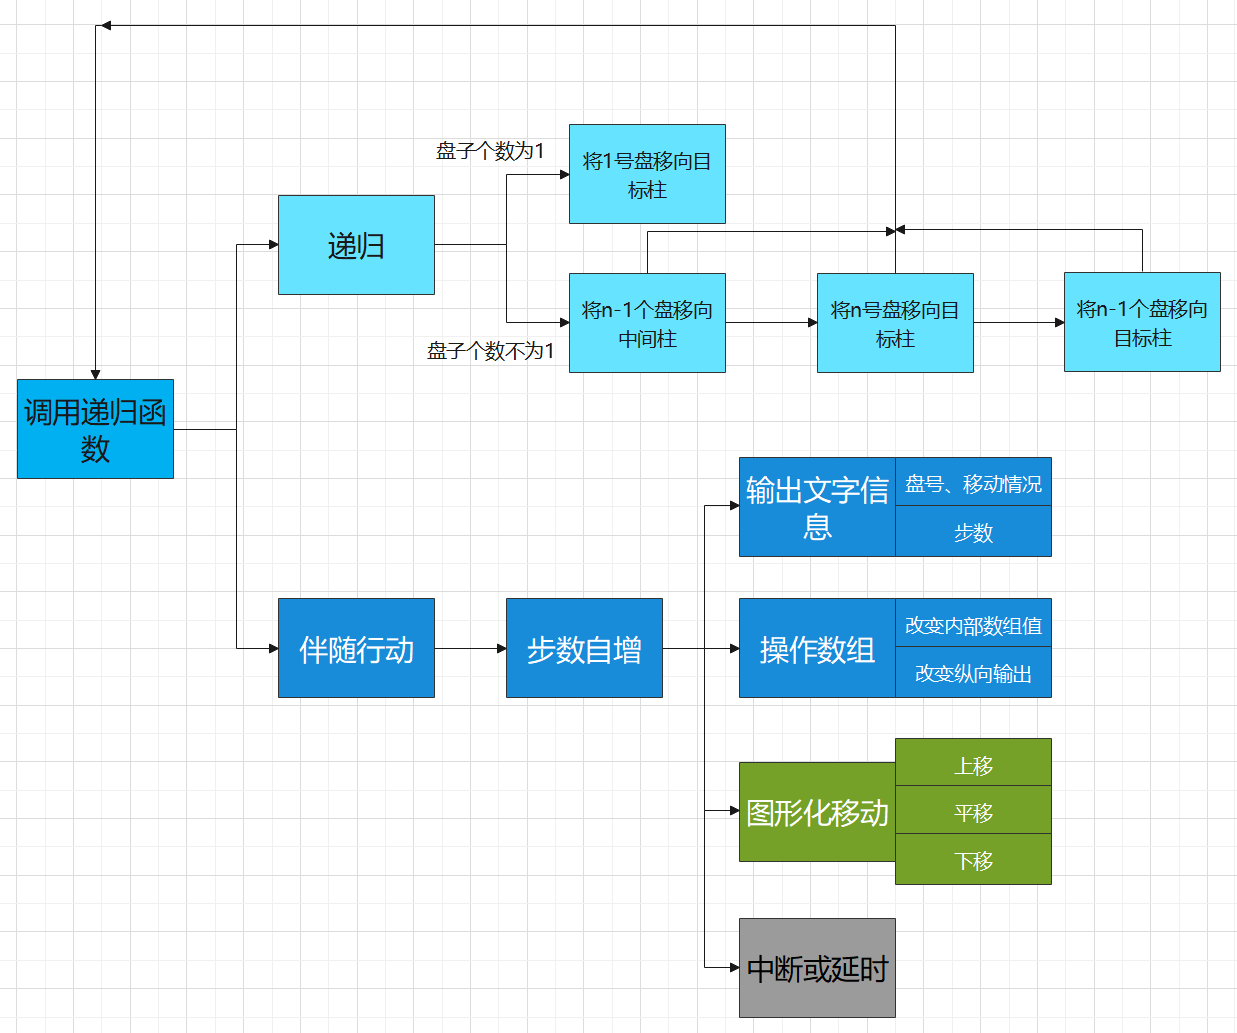 盘子个数为1
将1号盘移向目
标柱
递归
将n-1个盘移向
中间柱
将n号盘移向目
标柱
将n-1个盘移向
目标柱
盘子个数不为1
调用递归函
数
输出文字信
息
盘号、移动情况
步数
伴随行动
步数自增
操作数组
改变内部数组值
改变纵向输出
图形化移动
上移
平移
下移
中断或延时